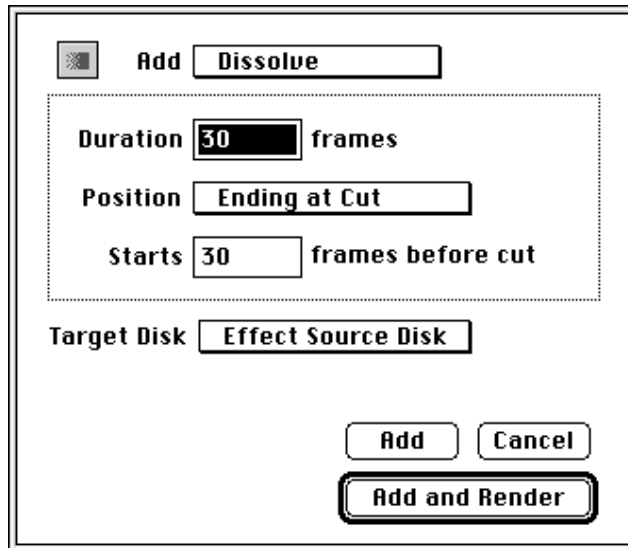 Add Dissolve
Duration 30 frames
Position Ending at Cut
Starts 30 frames before cut
Target Disk Effect Source Disk
Add Cancel
Add and Render